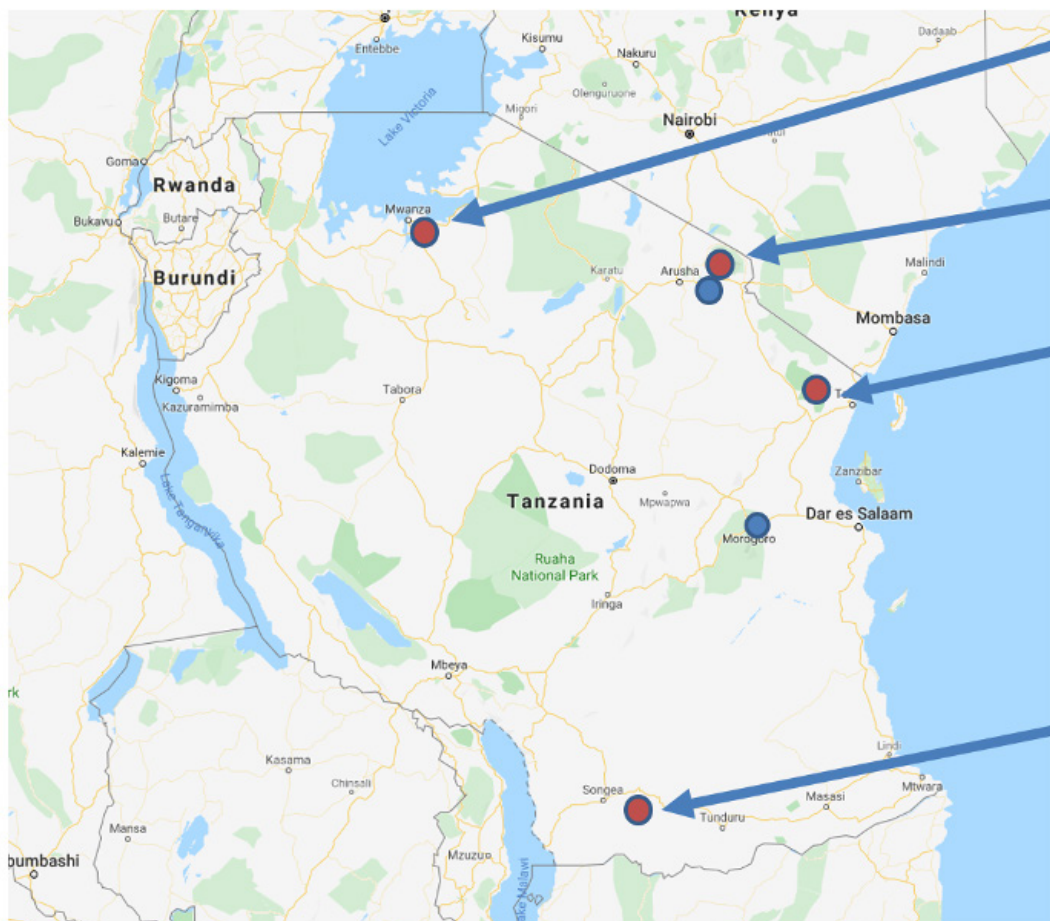 Kenya
Entebbe
Kisumu
Dadaab
Nakuru
Olenguruone
Lake Victoria
Migori
Nairobi
Goma
Rwanda
Bukavu
Butare
Mwanza
Burundi
Karatu
Arusha
Malindi
Mombasa
Kigoma
Kazuramimba
Tabora
T
Kalemie
Lake Tanganyika
Dodoma
Zanzibar
Tanzania
Mpwapwa
Dar es Salaam
Morogoro
Ruaha
National Park
Iringa
Mbeya
rk
Kasama
Chinsali
Lindi
Mtwara
Songea
Masasi
Tunduru
Mansa
Mzuzu
bumbashi
Lake Malawi